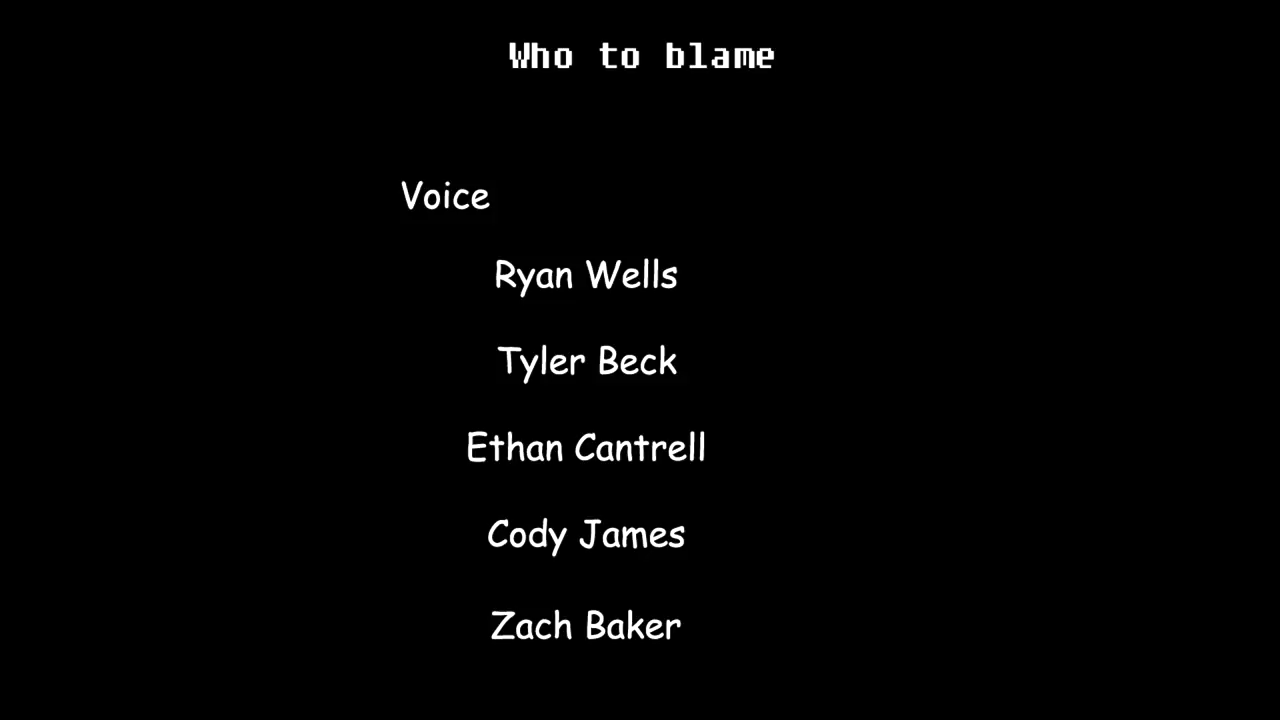 Who to blame
Voice
Ryan Wells
Tyler Beck
Ethan Cantrell
Cody James
Zach Baker